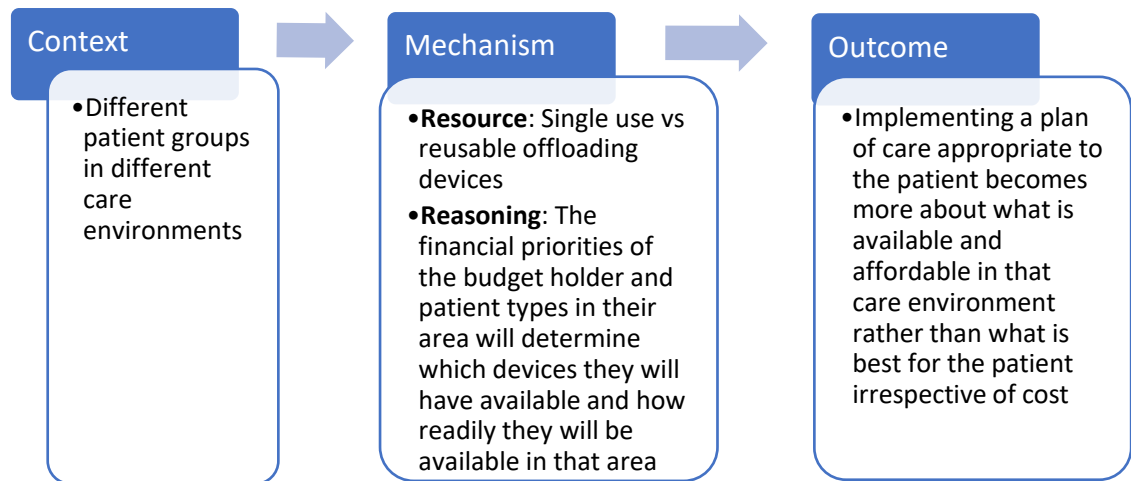 Context
•Different
patient groups
in different
care
environments
Mechanism
•Resource: Single use vs
reusable offloading
devices
•Reasoning: The
financial priorities of
the budget holder and
patient types in their
area will determine
which devices they will
have available and how
readily they will be
available in that area
Outcome
•Implementing a plan
of care appropriate to
the patient becomes
more about what is
available and
affordable in that
care environment
rather than what is
best for the patient
irrespective of cost